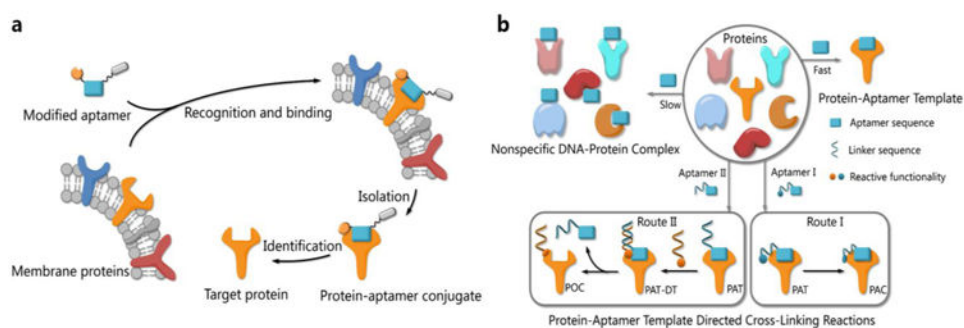 a
Modified aptamer
Recognition and binding
Membrane proteins
Isolation
Identification
Target protein
Protein-aptamer conjugate
b
Proteins
Fast
Slow
Protein-Aptamer Template
Aptamer sequence
Linker sequence
Reactive functionality
Nonspecific DNA-Protein Complex
Aptamer II
Aptamer I
Route II
POC
PAT-DT
PAT
Route I
PAT
PAC
Protein-Aptamer Template Directed Cross-Linking Reactions